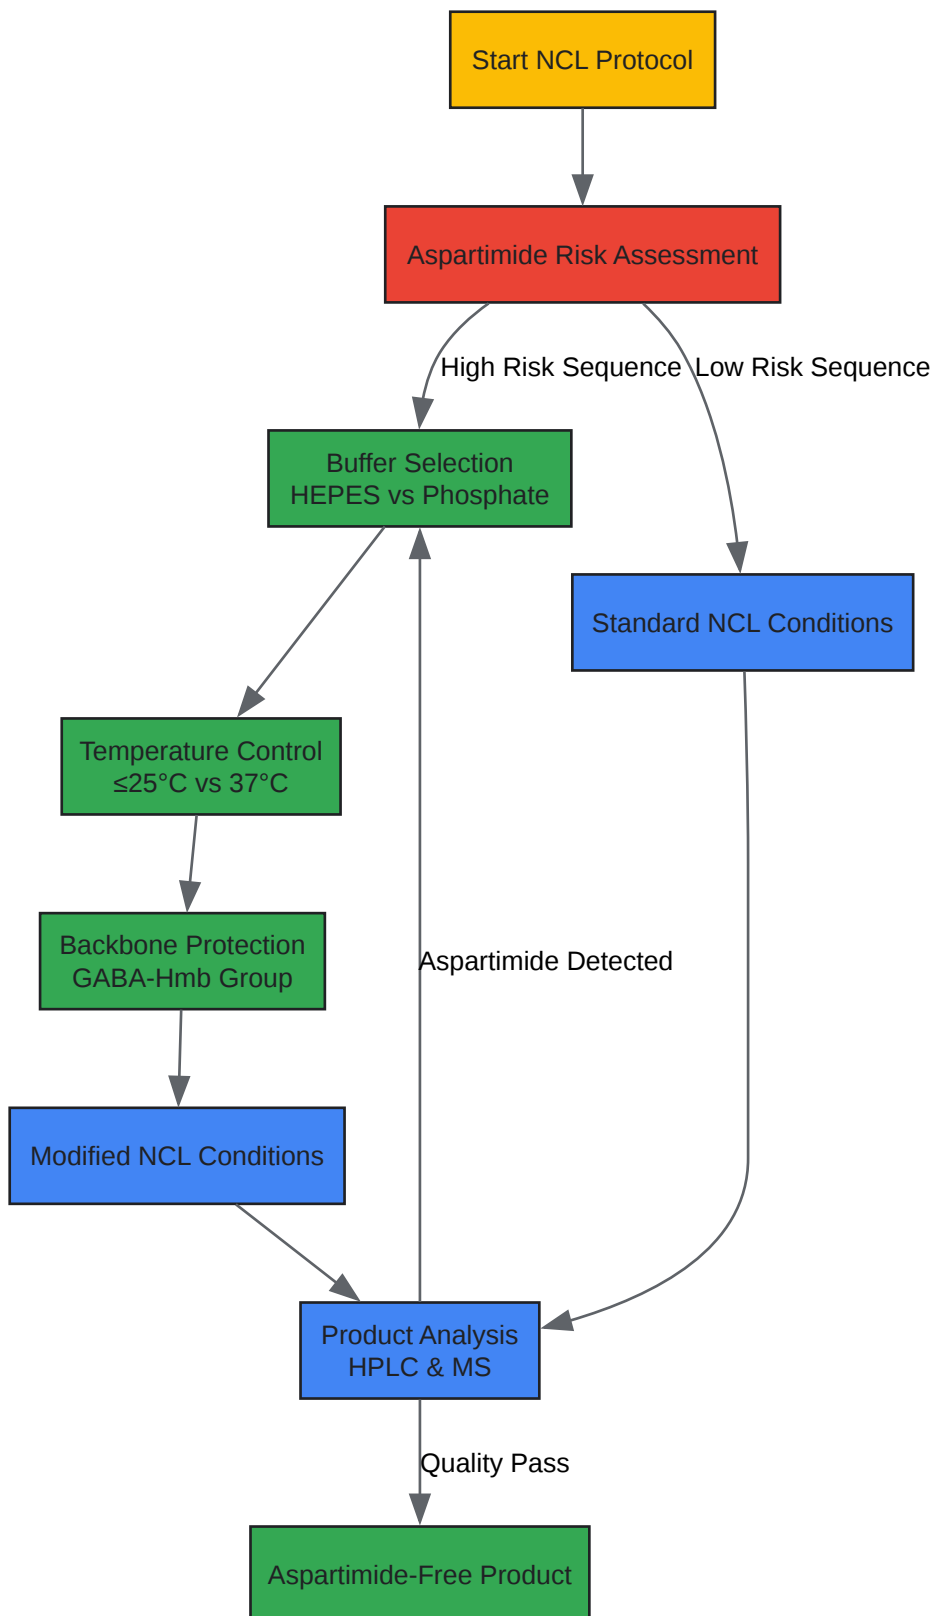 Start NCL Protocol
Aspartimide Risk Assessment
High Risk Sequence
Low Risk Sequence
Buffer Selection
HEPES vs Phosphate
Standard NCL Conditions
Temperature Control
≤25°C vs 37°C
Backbone Protection
GABA-Hmb Group
Aspartimide Detected
Modified NCL Conditions
Product Analysis
HPLC & MS
Quality Pass
Aspartimide-Free Product